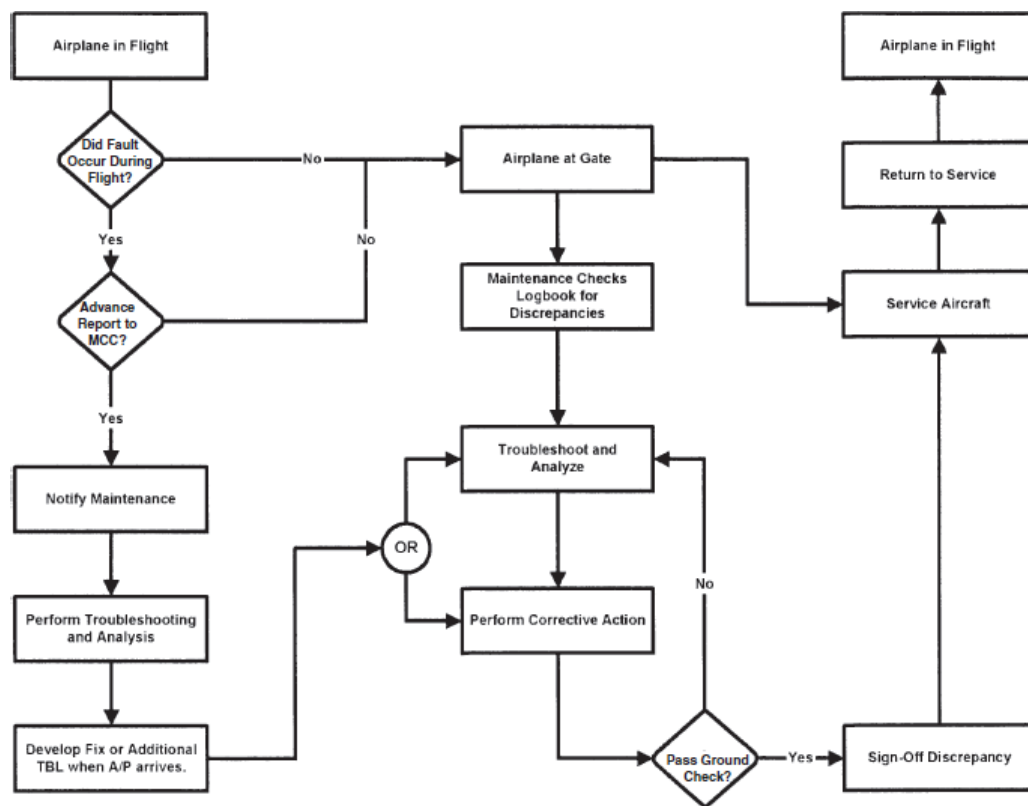 Airplane in Flight
Did Fault
Occur During
Flight?
No
Yes
Advance
Report to
MCC?
No
Yes
Notify Maintenance
Perform Troubleshooting
and Analysis
Develop Fix or Additional
TBL when A/P arrives.
OR
Airplane at Gate
Maintenance Checks
Logbook for
Discrepancies
Troubleshoot and
Analyze
Perform Corrective Action
No
Pass Ground
Check?
Yes
Airplane in Flight
Return to Service
Service Aircraft
Sign-Off Discrepancy